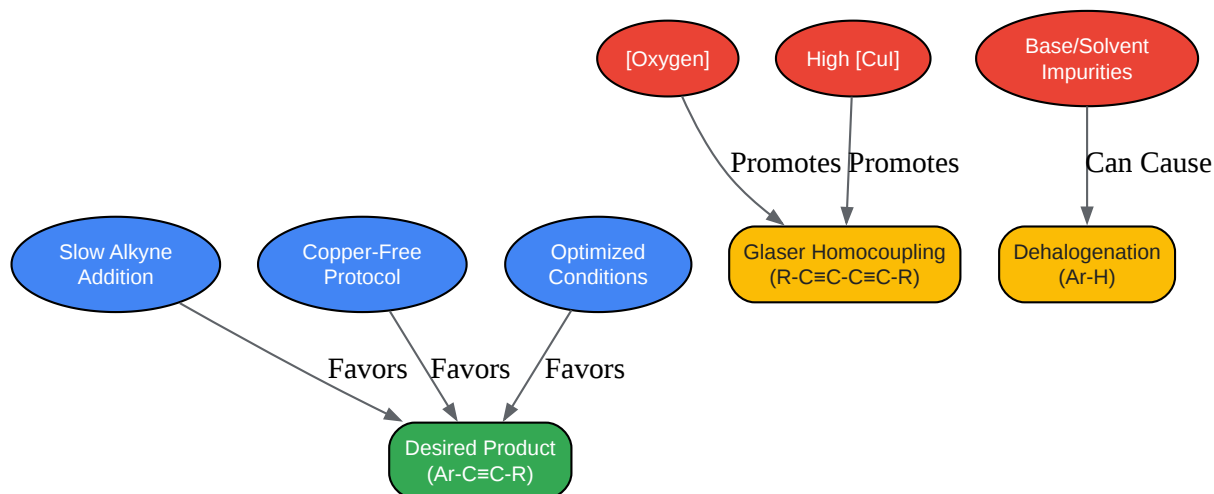 [Oxygen]
High [CuI]
Base/Solvent
Impurities
Promotes
Promotes
Can Cause
Slow Alkyne
Addition
Copper-Free
Protocol
Optimized
Conditions
Glaser Homocoupling
(R-C≡C-C≡C-R)
Dehalogenation
(Ar-H)
Favors
Favors
Favors
Desired Product
(Ar-C≡C-R)